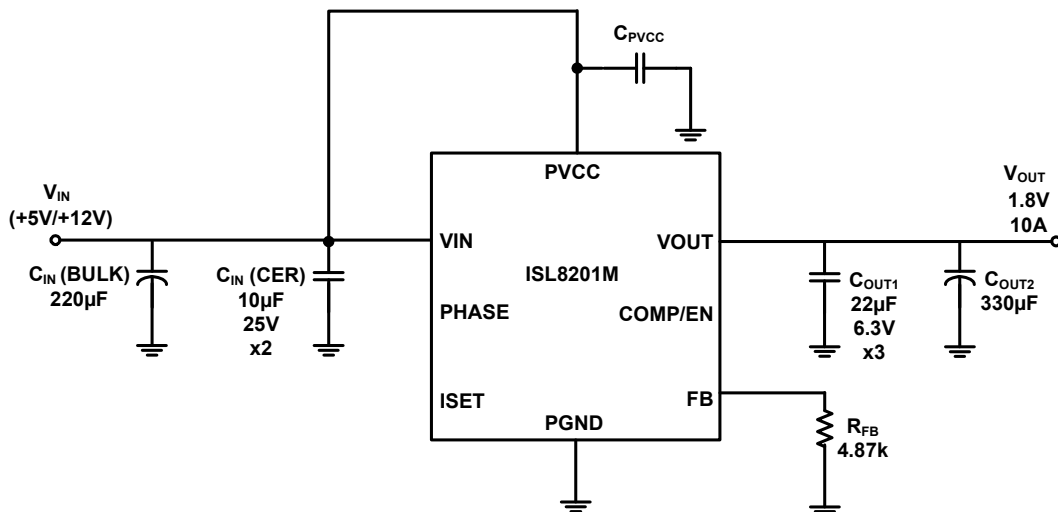 CPVCC
PVCC
VIN
(+5V/+12V)
VOUT
1.8V
10A
VIN
VOUT
ISL8201M
CIN (BULK)
220µF
CIN (CER)
10µF
25V
x2
PHASE
COMP/EN
COUT1
22µF
6.3V
x3
COUT2
330µF
ISET
FB
PGND
RFB
4.87k